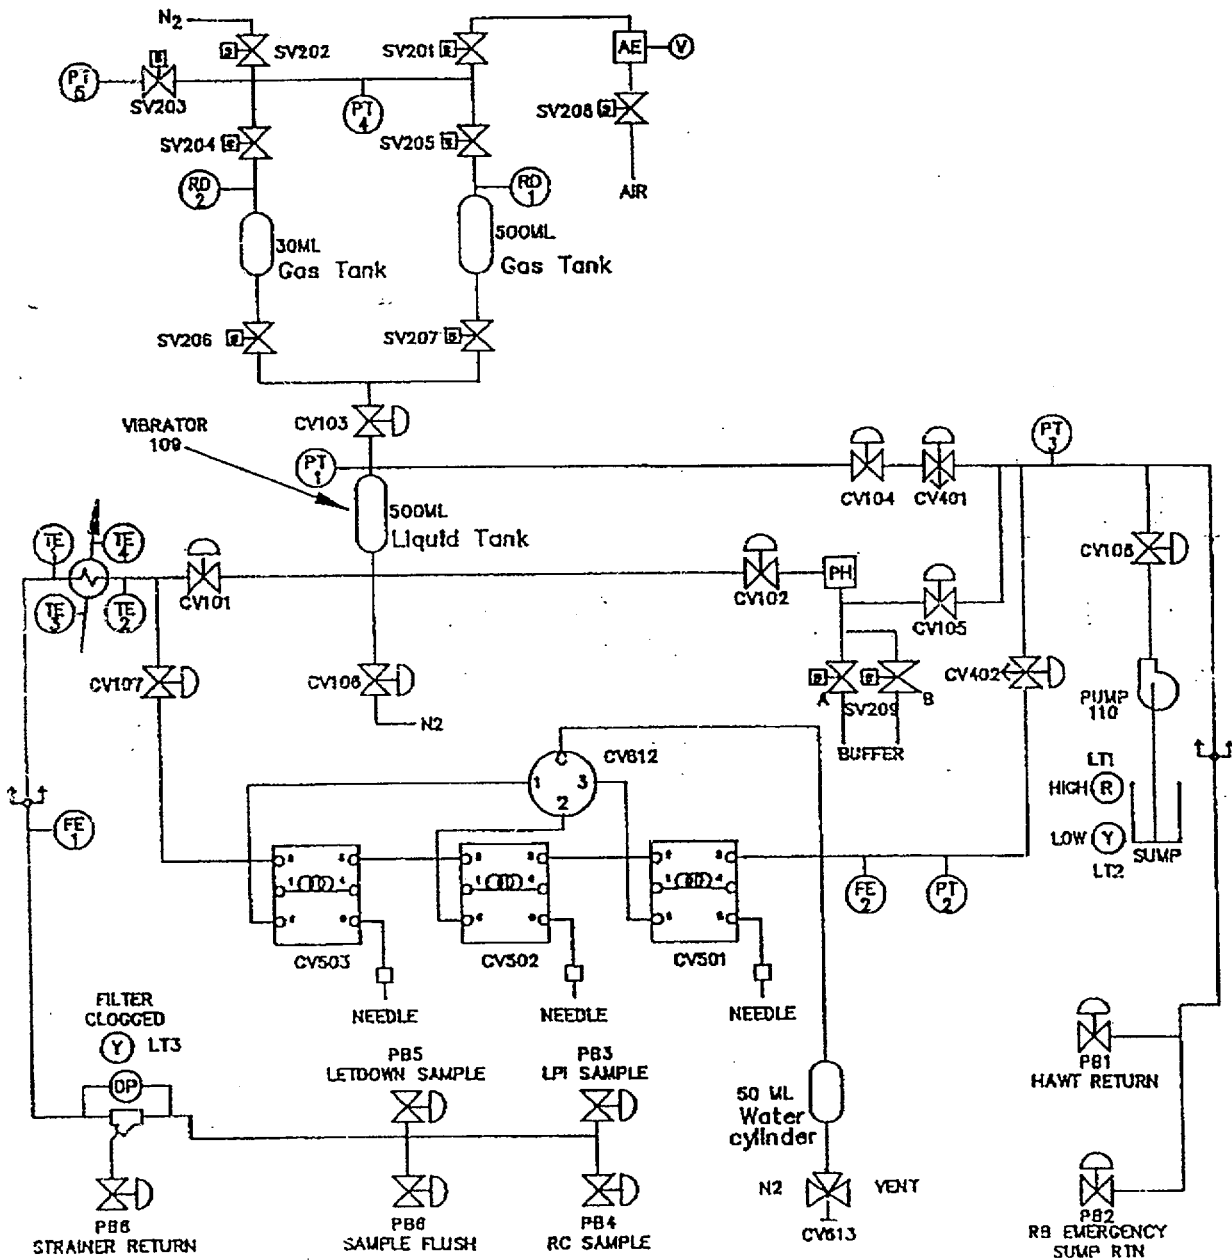 N2
SV202
SV201
AE
V
PT 5
SV203
PT 4
SV208
SV204
SV205
AIR
RD 2
RD 1
30ML
Gas Tank
500ML
Gas Tank
SV206
SV207
VIBRATOR
109
CV103
PT 1
PT 3
CV104
CV401
500ML
Liquid Tank
CV108
TE 1
TE 4
TE 3
TE 2
CV101
CV102
PH
CV105
CV107
CV106
N2
A
SV209
B
BUFFER
CV402
PUMP
110
CV612
C
1
3
2
LT1
HIGH
R
LOW
Y
LT2
SUMP
FE 1
FE 2
PT 2
CV503
CV502
CV501
NEEDLE
NEEDLE
NEEDLE
FILTER
CLOGGED
Y
LT3
DP
PB5
LETDOWN SAMPLE
PB3
LPI SAMPLE
50 ML
Water
cylinder
PB1
HAWT RETURN
N2
VENT
CV613
PB6
STRAINER RETURN
PB6
SAMPLE FLUSH
PB4
RC SAMPLE
PB2
RB EMERGENCY
SUMP RTN